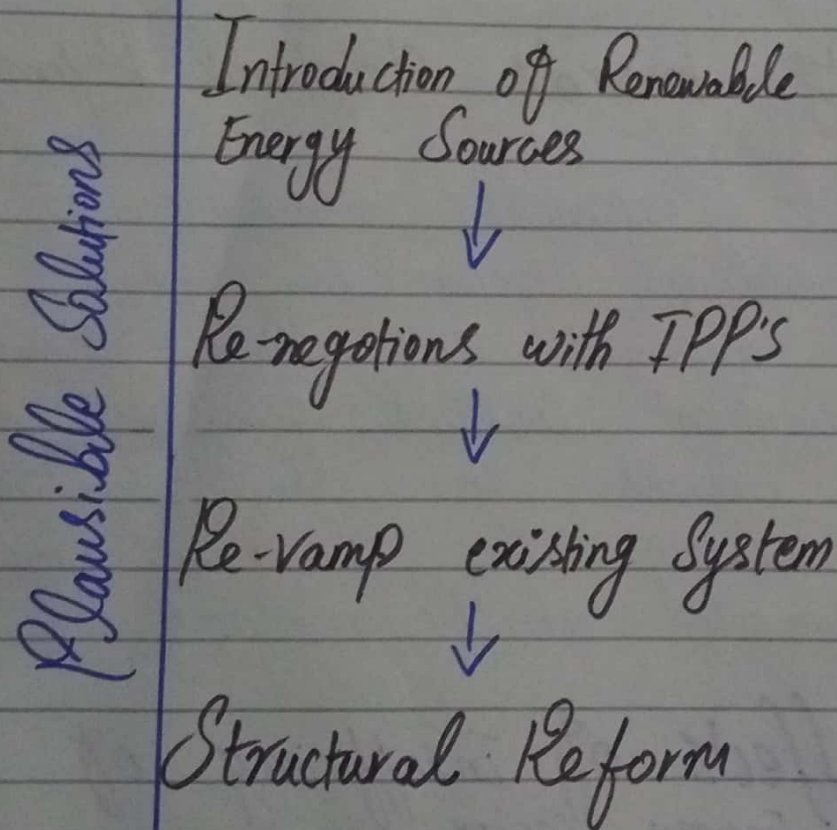 Plausible Solutions
Introduction of Renewable
Energy Sources
Re-negotions with IPP's
Re-vamp existing System
Structural Reform